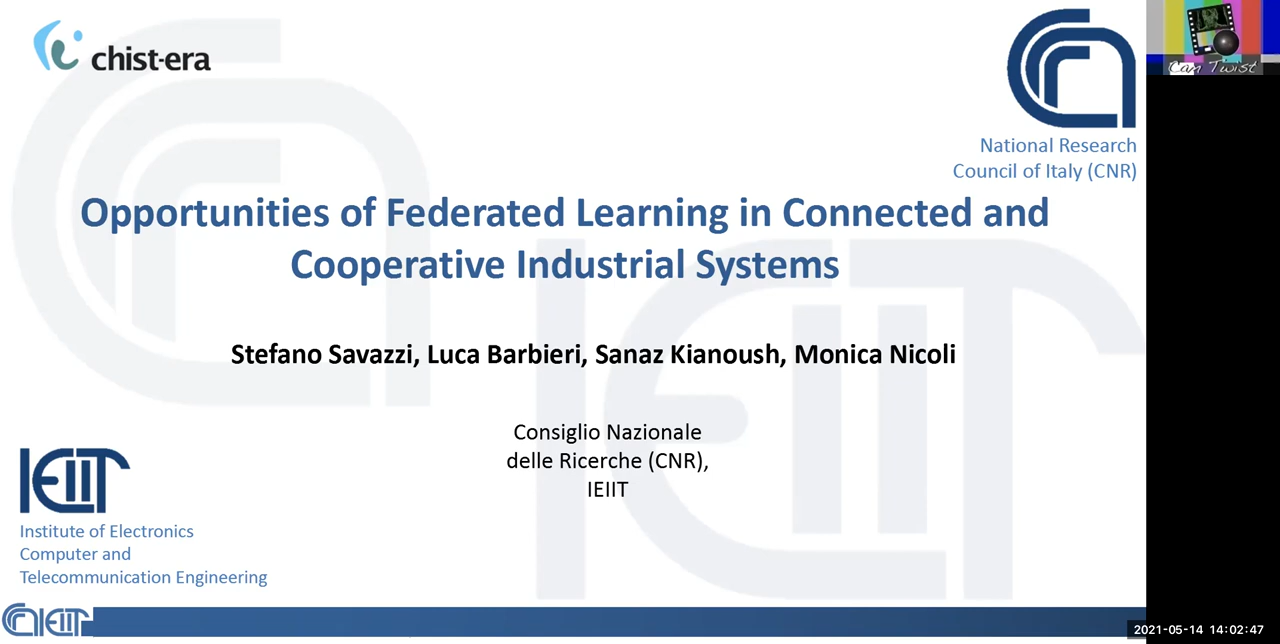 chist-era
National Research
Council of Italy (CNR)
Cam Twist
Opportunities of Federated Learning in Connected and
Cooperative Industrial Systems
Stefano Savazzi, Luca Barbieri, Sanaz Kianoush, Monica Nicoli
Consiglio Nazionale
delle Ricerche (CNR),
IEIIT
IEIIT
Institute of Electronics
Computer and
Telecommunication Engineering
IEIIT
2021-05-14 14:02:47